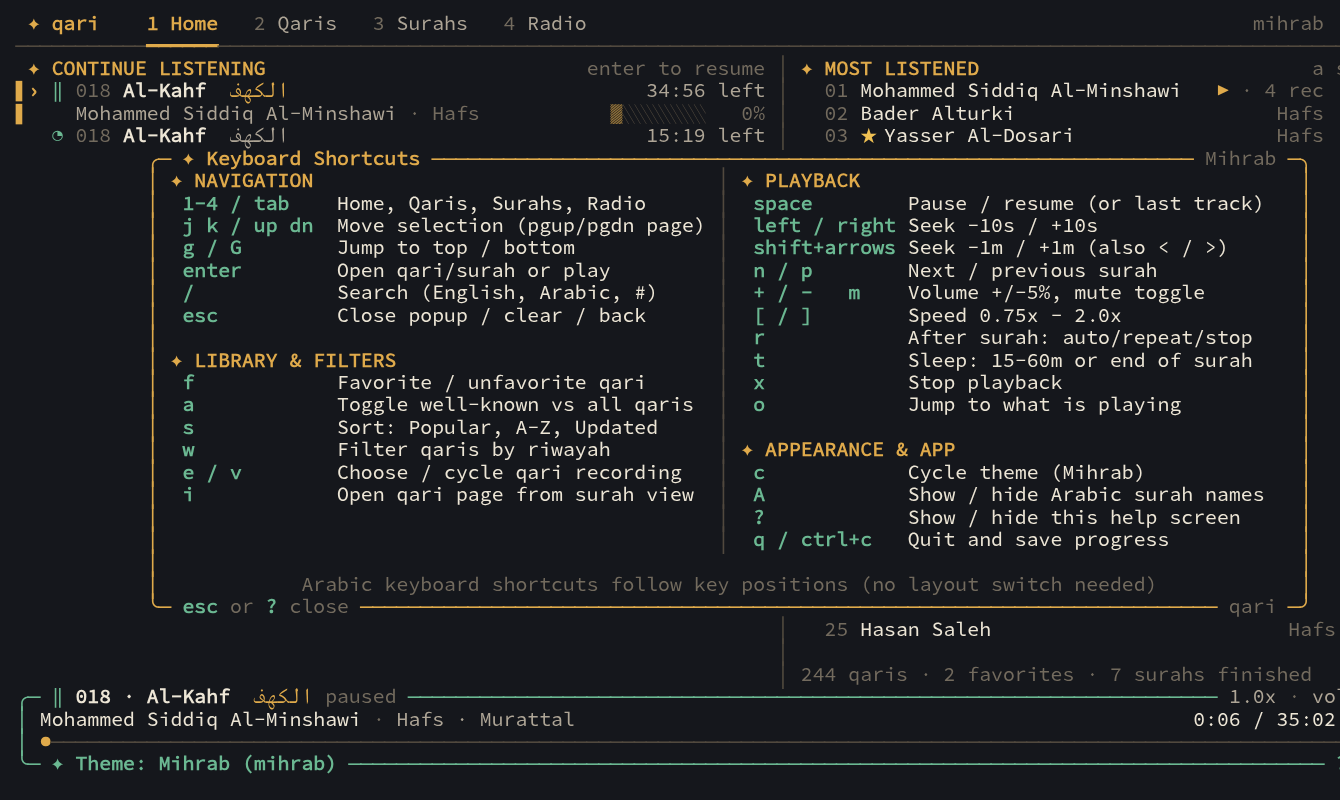 ✦ qari 1 Home 2 Qaris 3 Surahs 4 Radio mihrab
✦ CONTINUE LISTENING enter to resume
› ‖ 018 Al-Kahf الكهف 34:56 left
Mohammed Siddiq Al-Minshawi · Hafs 0%
◔ 018 Al-Kahf الكهف 15:19 left
✦ MOST LISTENED a
01 Mohammed Siddiq Al-Minshawi ▶ · 4 rec
02 Bader Alturki Hafs
03 ★ Yasser Al-Dosari Hafs
✦ Keyboard Shortcuts Mihrab
✦ NAVIGATION
1-4 / tab Home, Qaris, Surahs, Radio
j k / up dn Move selection (pgup/pgdn page)
g / G Jump to top / bottom
enter Open qari/surah or play
/ Search (English, Arabic, #)
esc Close popup / clear / back
✦ LIBRARY & FILTERS
f Favorite / unfavorite qari
a Toggle well-known vs all qaris
s Sort: Popular, A-Z, Updated
w Filter qaris by riwayah
e / v Choose / cycle qari recording
i Open qari page from surah view
✦ PLAYBACK
space Pause / resume (or last track)
left / right Seek -10s / +10s
shift+arrows Seek -1m / +1m (also < / >)
n / p Next / previous surah
+ / - m Volume +/-5%, mute toggle
[ / ] Speed 0.75x - 2.0x
r After surah: auto/repeat/stop
t Sleep: 15-60m or end of surah
x Stop playback
o Jump to what is playing
✦ APPEARANCE & APP
c Cycle theme (Mihrab)
A Show / hide Arabic surah names
? Show / hide this help screen
q / ctrl+c Quit and save progress
Arabic keyboard shortcuts follow key positions (no layout switch needed)
esc or ? close qari
25 Hasan Saleh Hafs
244 qaris · 2 favorites · 7 surahs finished
‖ 018 · Al-Kahf الكهف paused 1.0x · vo
Mohammed Siddiq Al-Minshawi · Hafs · Murattal 0:06 / 35:02
✦ Theme: Mihrab (mihrab)